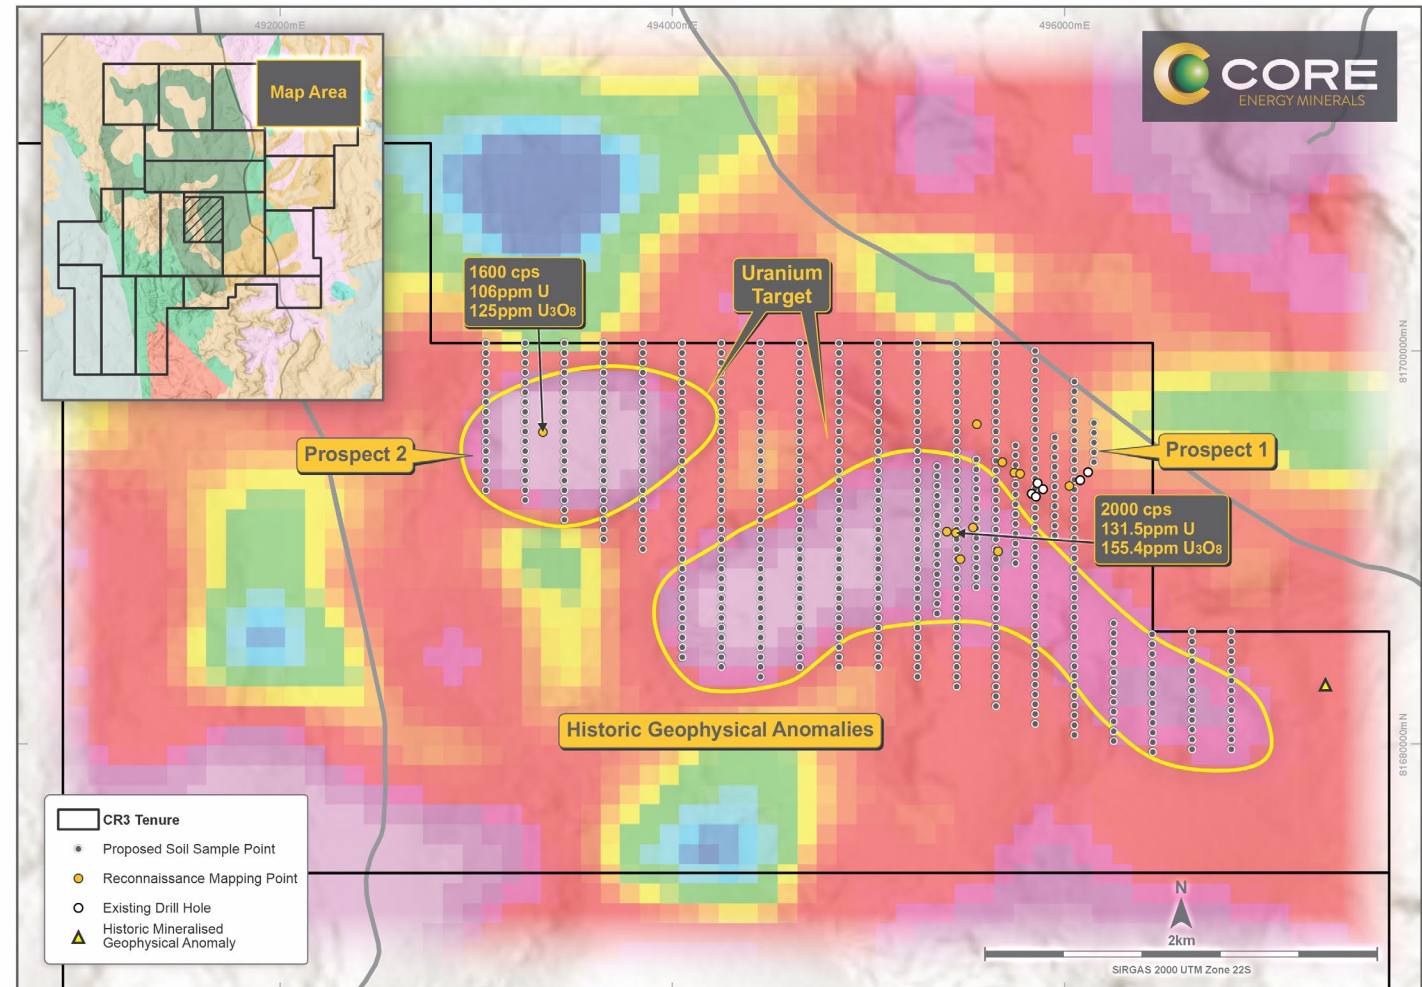 492000mE
494000mE
496000mE
Map Area
CORE
ENERGY MINERALS
1600 cps
106ppm U
125ppm U₃O₈
Uranium
Target
8170000mN
Prospect 2
Prospect 1
2000 cps
131.5ppm U
155.4ppm U₃O₈
Historic Geophysical Anomalies
8168000mN
CR3 Tenure
Proposed Soil Sample Point
Reconnaissance Mapping Point
Existing Drill Hole
Historic Mineralised
Geophysical Anomaly
N
2km
SIRGAS 2000 UTM Zone 22S